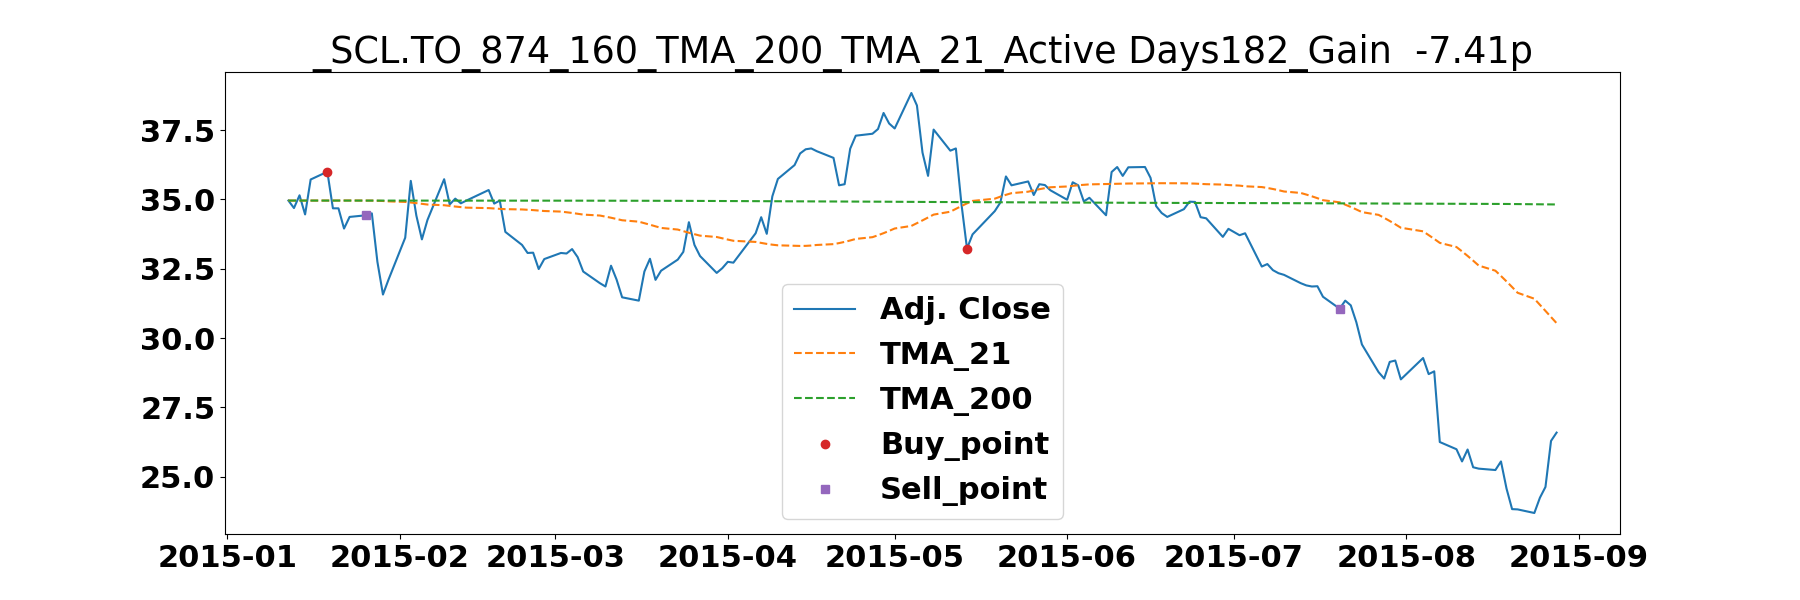 _SCL.TO_874_160_TMA_200_TMA_21_Active Days182_Gain  -7.41p
37.5
35.0
32.5
30.0
27.5
25.0
Adj. Close
TMA_21
TMA_200
Buy_point
Sell_point
2015-01 2015-02 2015-03 2015-04 2015-05 2015-06 2015-07 2015-08 2015-09